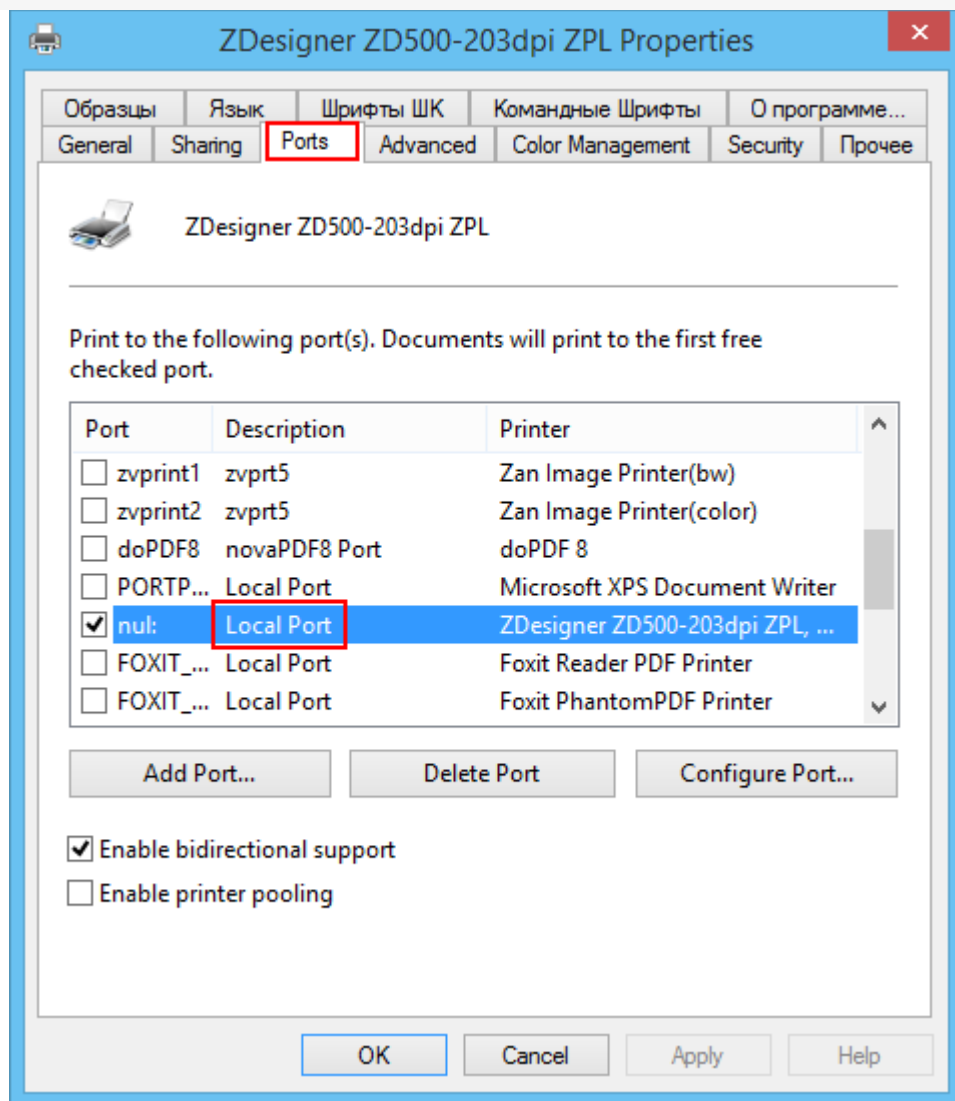 ZDesigner ZD500-203dpi ZPL Properties
Образцы Язык Шрифты ШК Командные Шрифты О программе...
General Sharing Ports Advanced Color Management Security Прочее
ZDesigner ZD500-203dpi ZPL
Print to the following port(s). Documents will print to the first free
checked port.
Port Description Printer
zvprint1 zvprt5 Zan Image Printer(bw)
zvprint2 zvprt5 Zan Image Printer(color)
doPDF8 novaPDF8 Port doPDF 8
PORTP... Local Port Microsoft XPS Document Writer
nul: Local Port ZDesigner ZD500-203dpi ZPL, ...
FOXIT_... Local Port Foxit Reader PDF Printer
FOXIT_... Local Port Foxit PhantomPDF Printer
Add Port... Delete Port Configure Port...
Enable bidirectional support
Enable printer pooling
OK Cancel Apply Help